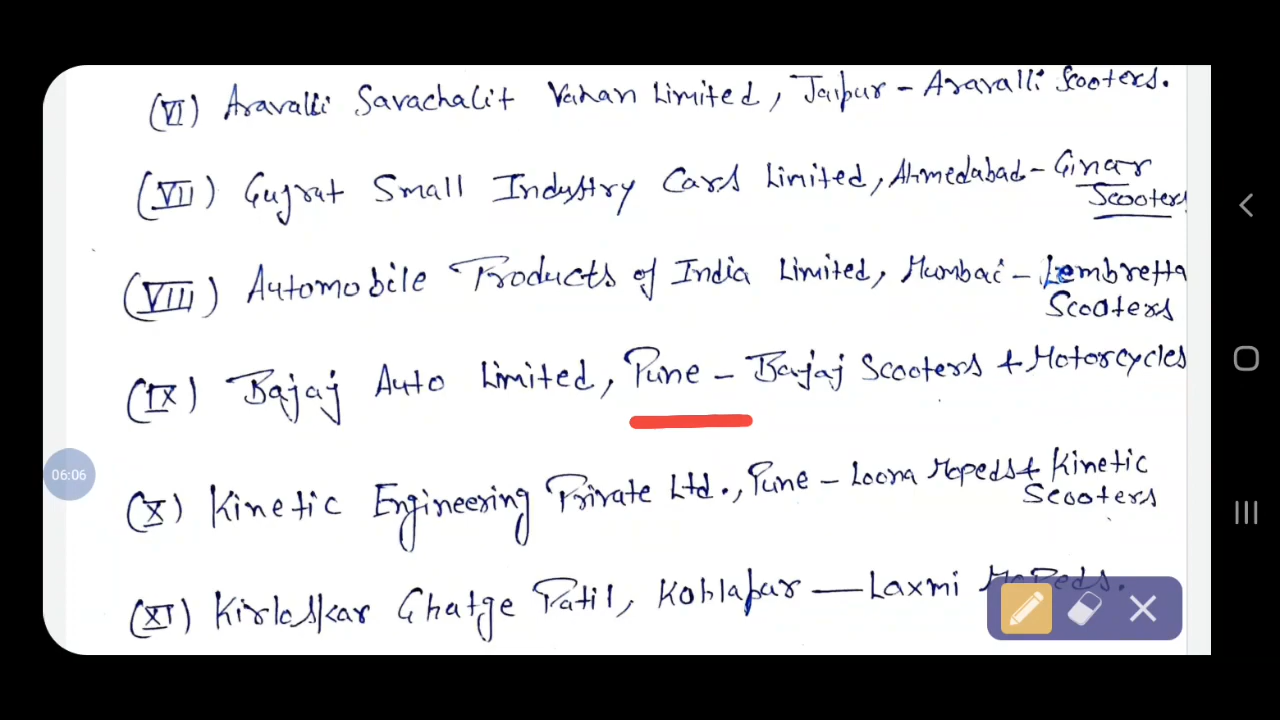 (VI) Aravalli Savachalit Vahan Limited, Jaipur - Aravalli Scooters.
(VII) Gujrat Small Industry Cars Limited, Ahmedabad - Girnar
Scooters
(VIII) Automobile Products of India Limited, Mumbai - Lembretta
Scooters
(IX) Bajaj Auto Limited, Pune - Bajaj Scooters + Motorcycles
06:06
(X) Kinetic Engineering Private Ltd., Pune - Loona Mopeds + Kinetic
Scooters
(XI) Kirloskar Ghatge Patil, Kohlapur - Laxmi MoPeds.